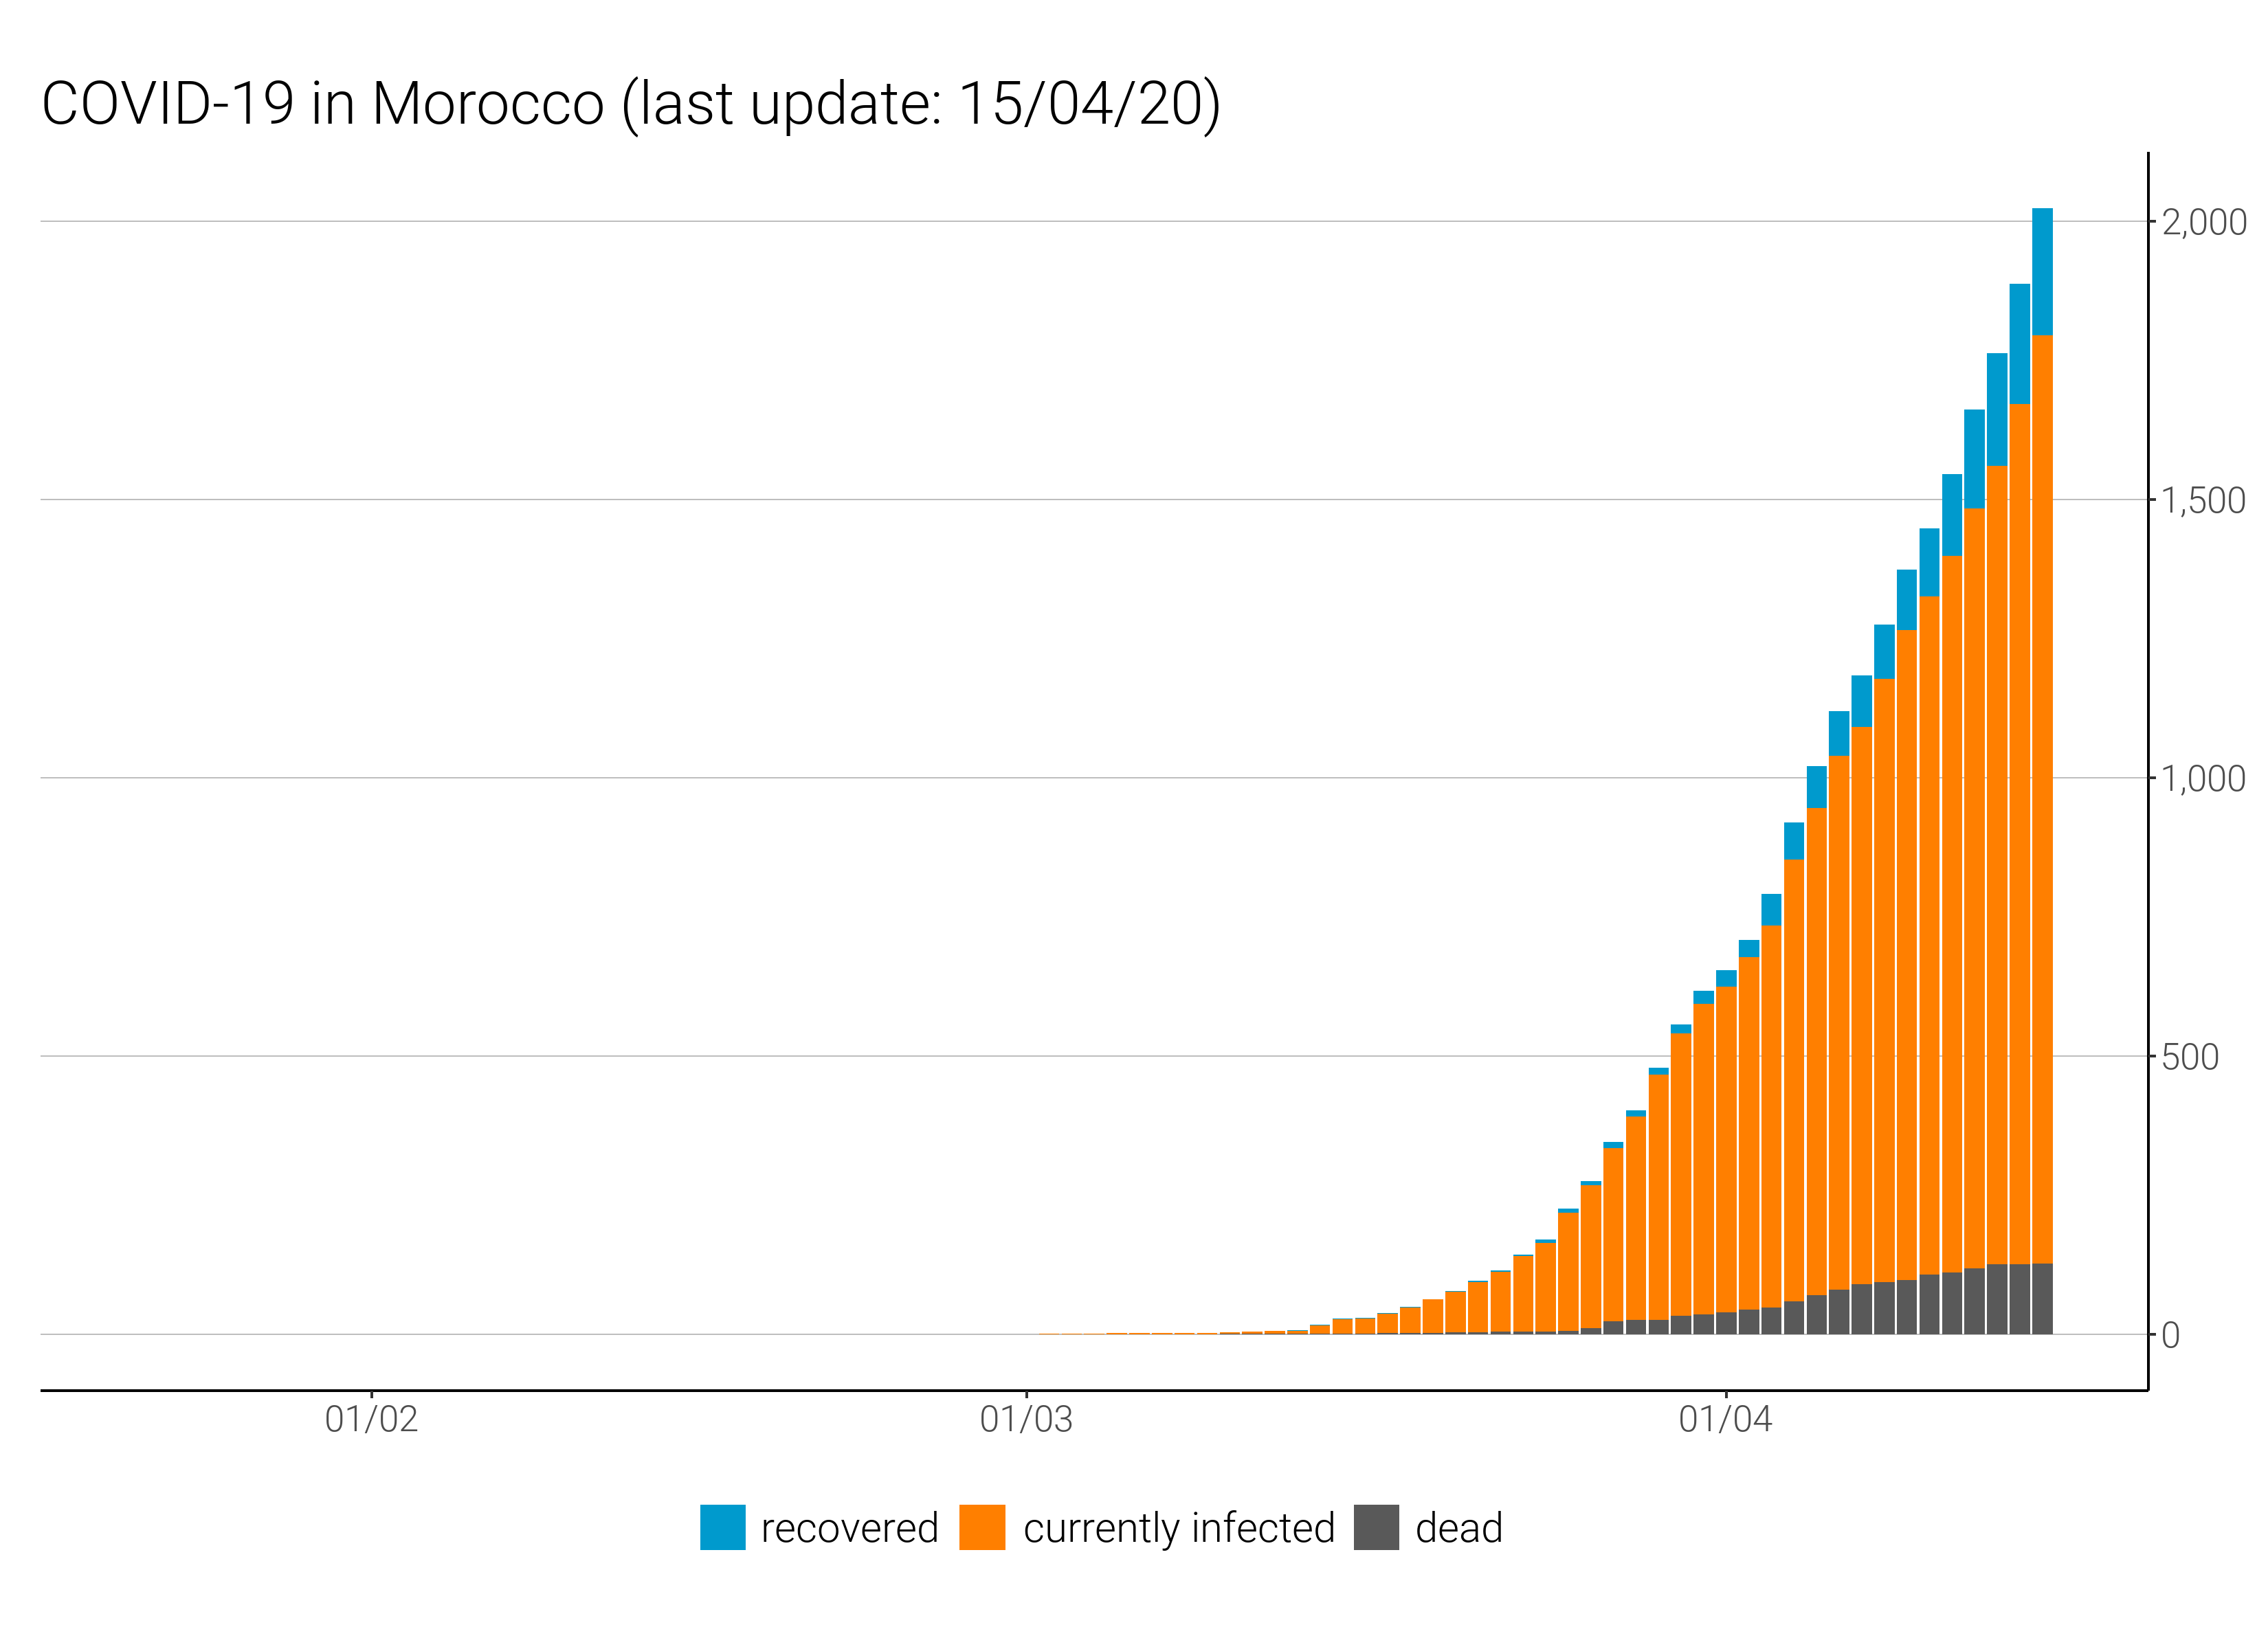 COVID-19 in Morocco (last update: 15/04/20)
2,000
1,500
1,000
500
0
01/02 01/03 01/04
recovered currently infected dead